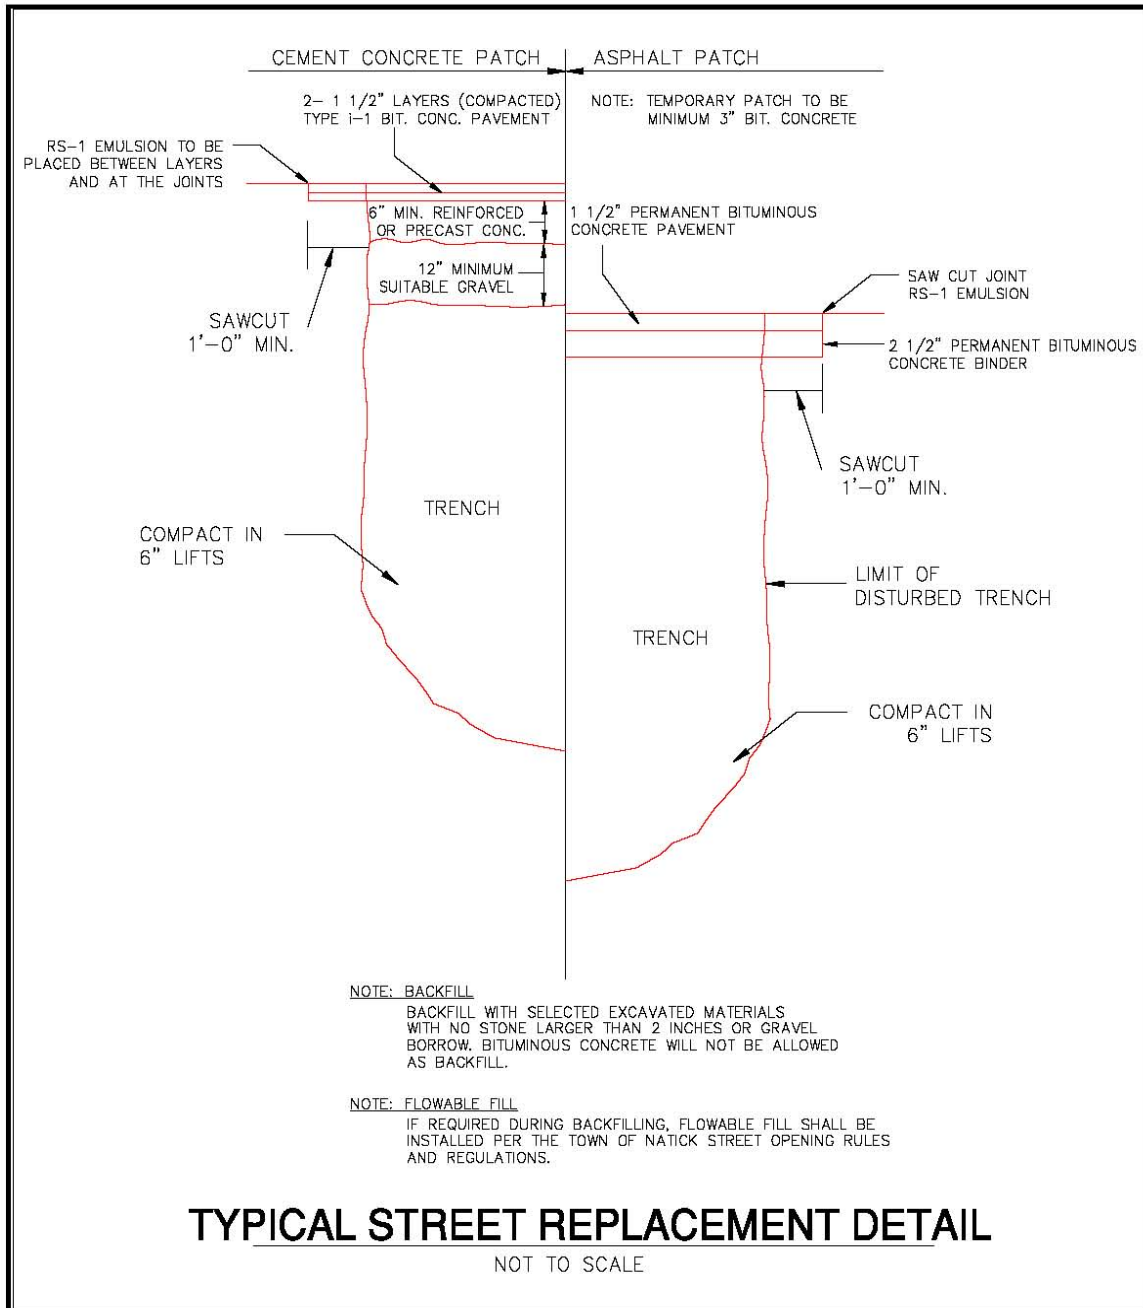 CEMENT CONCRETE PATCH
ASPHALT PATCH
2- 1 1/2" LAYERS (COMPACTED)
TYPE i-1 BIT. CONC. PAVEMENT
NOTE: TEMPORARY PATCH TO BE
MINIMUM 3" BIT. CONCRETE
RS-1 EMULSION TO BE
PLACED BETWEEN LAYERS
AND AT THE JOINTS
6" MIN. REINFORCED
OR PRECAST CONC.
1 1/2" PERMANENT BITUMINOUS
CONCRETE PAVEMENT
12" MINIMUM
SUITABLE GRAVEL
SAW CUT JOINT
RS-1 EMULSION
SAWCUT
1'-0" MIN.
2 1/2" PERMANENT BITUMINOUS
CONCRETE BINDER
SAWCUT
1'-0" MIN.
TRENCH
COMPACT IN
6" LIFTS
LIMIT OF
DISTURBED TRENCH
TRENCH
COMPACT IN
6" LIFTS
NOTE: BACKFILL
BACKFILL WITH SELECTED EXCAVATED MATERIALS
WITH NO STONE LARGER THAN 2 INCHES OR GRAVEL
BORROW. BITUMINOUS CONCRETE WILL NOT BE ALLOWED
AS BACKFILL.
NOTE: FLOWABLE FILL
IF REQUIRED DURING BACKFILLING, FLOWABLE FILL SHALL BE
INSTALLED PER THE TOWN OF NATICK STREET OPENING RULES
AND REGULATIONS.
TYPICAL STREET REPLACEMENT DETAIL
NOT TO SCALE